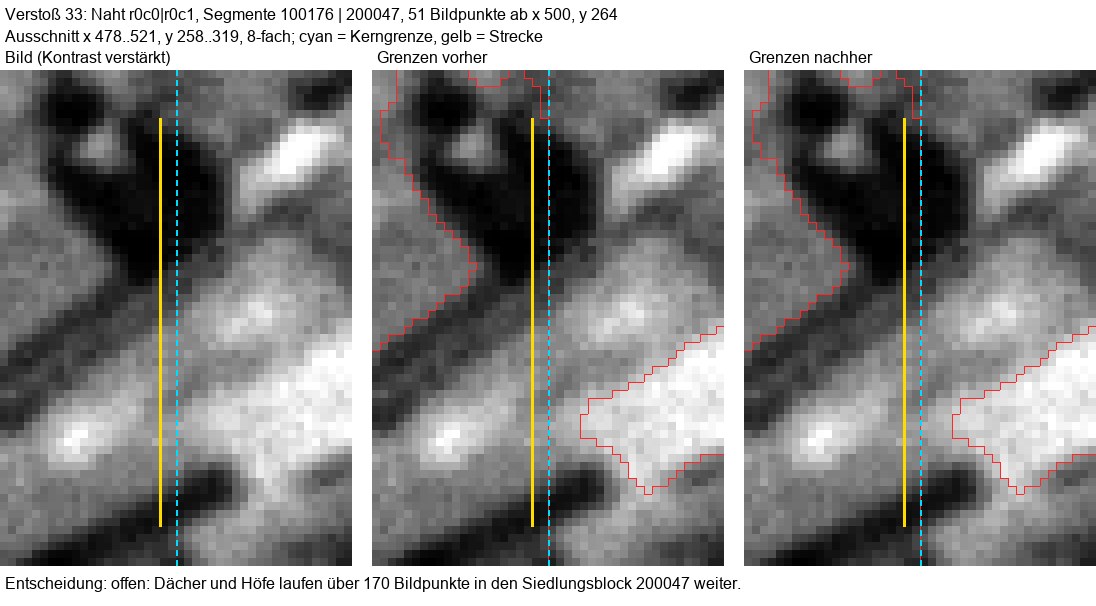 Verstoß 33: Naht r0c0|r0c1, Segmente 100176 | 200047, 51 Bildpunkte ab x 500, y 264
Ausschnitt x 478..521, y 258..319, 8-fach; cyan = Kerngrenze, gelb = Strecke
Bild (Kontrast verstärkt) Grenzen vorher Grenzen nachher
Entscheidung: offen: Dächer und Höfe laufen über 170 Bildpunkte in den Siedlungsblock 200047 weiter.